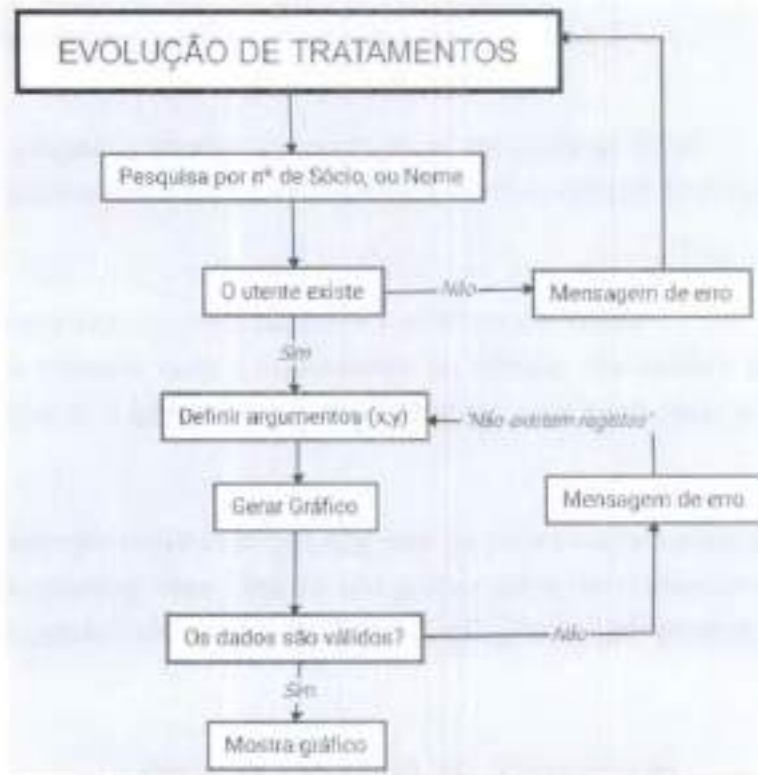 EVOLUÇÃO DE TRATAMENTOS
Pesquisa por nº de Sócio, ou Nome
O utente existe
Não
Mensagem de erro
Sim
Definir argumentos (x,y)
"Não existem registos"
Gerar Gráfico
Mensagem de erro
Os dados são válidos?
Não
Sim
Mostra gráfico